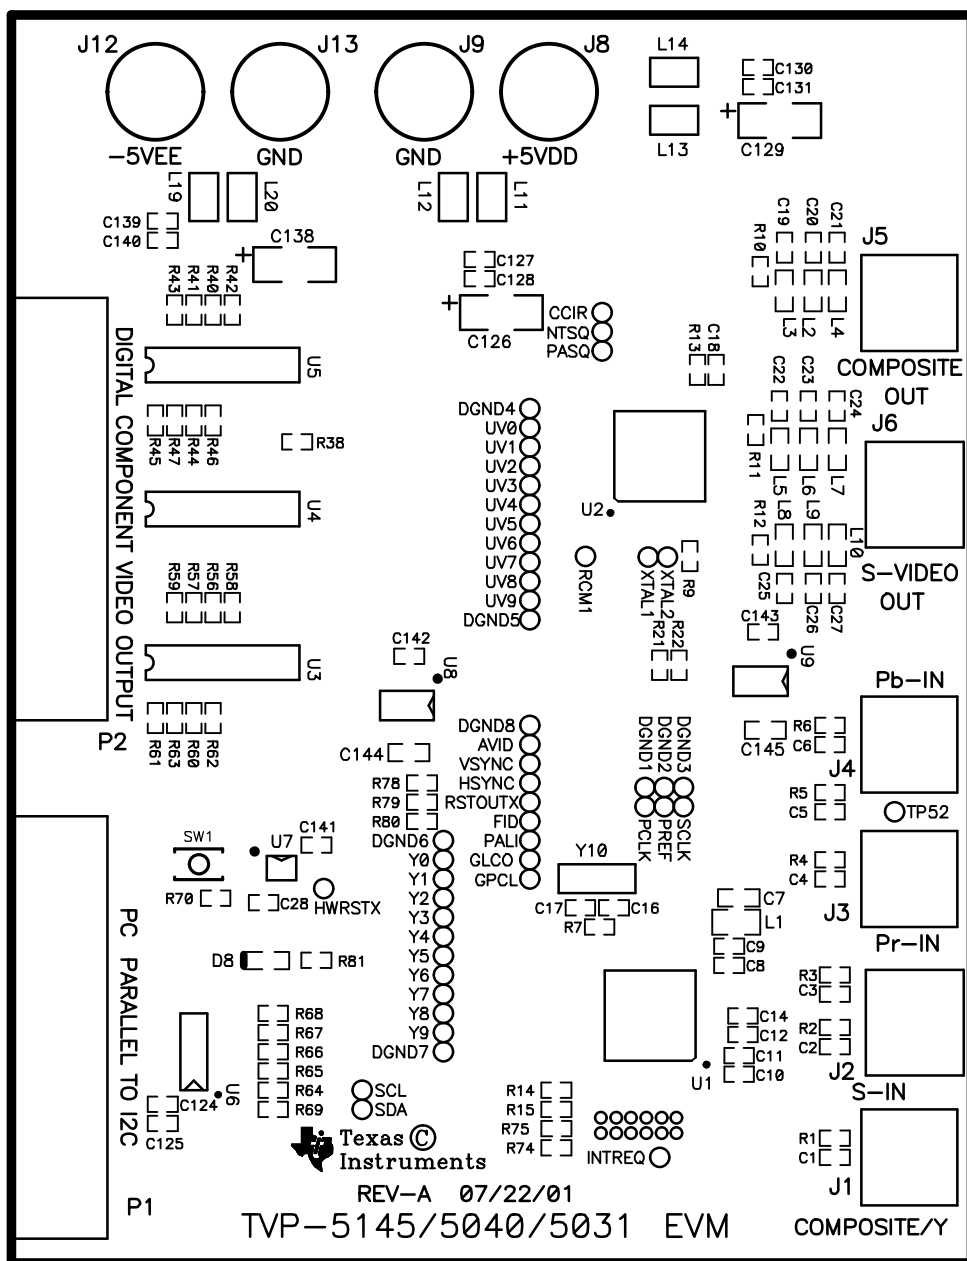 J12 J13 J9 J8 L14
C130
C131
+
L13 C129
-5VEE GND GND +5VDD
L19 L20 L12 L11
C139
C140
C138
+
C127
C128
+
C126
CCIR
NTSQ
PASQ
C19 C20 C21
R10
J5
L3 L2 L4
COMPOSITE
OUT
R43 R41 R40 R42
U5
R45 R47 R44 R46
R38
U4
R59 R57 R56 R58
U3
R61 R63 R60 R62
DIGITAL COMPONENT VIDEO OUTPUT
P2
R13 C18
C22 C23 C24
R11
J6
L5 L6 L7
L8 L9 L10
R12
C25 C26 C27
S-VIDEO
OUT
DGND4
UV0
UV1
UV2
UV3
UV4
UV5
UV6
UV7
UV8
UV9
DGND5
U2
RCM1
XTAL1 XTAL2
R9
R21 R22
C143
U9
C142
U8
C144
C145
Pb-IN
R6
C6
J4
R5
C5
TP52
R4
C4
J3
Pr-IN
DGND8
AVID
VSYNC
HSYNC
RSTOUTX
FID
PALI
GLCO
GPCL
DGND1 DGND2 DGND3
PCLK PREF SCLK
R78
R79
R80
DGND6
Y0
Y1
Y2
Y3
Y4
Y5
Y6
Y7
Y8
Y9
DGND7
Y10
C17 C16
R7
C7
L1
C9
C8
SW1
U7
C141
R70
C28
HWRSTX
D8 R81
PC PARALLEL TO I2C
R68
R67
R66
R65
R64
R69
U6
C124
C125
SCL
SDA
U1
C14
C12
C11
C10
R3
C3
R2
C2
J2
S-IN
R14
R15
R75
R74
INTREQ
R1
C1
J1
COMPOSITE/Y
Texas ©
Instruments
P1
REV-A 07/22/01
TVP-5145/5040/5031 EVM